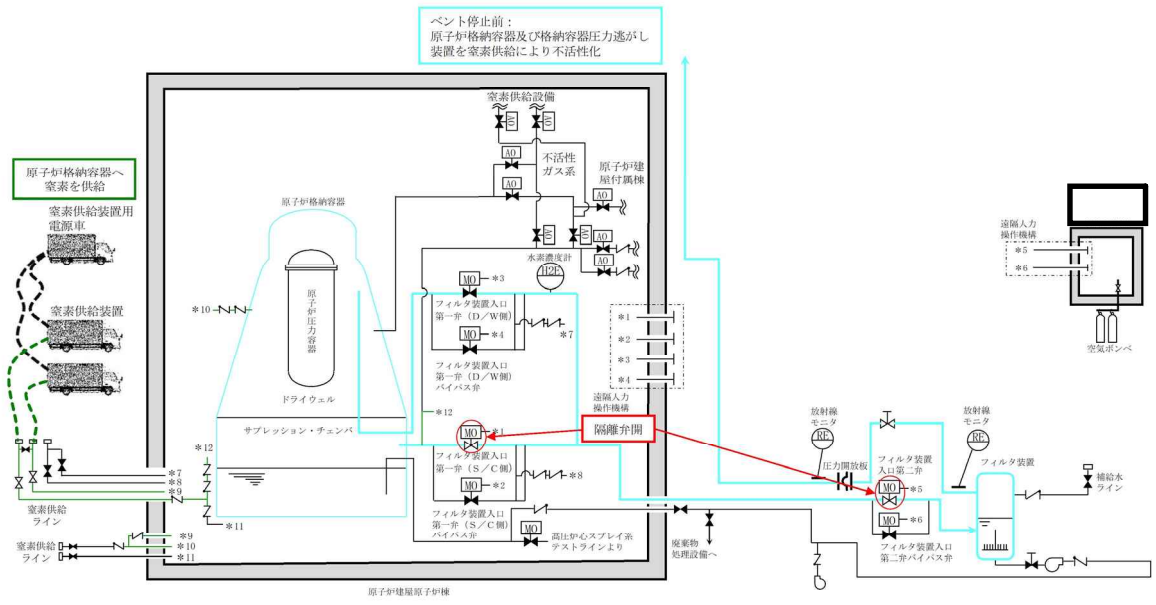 ベント停止前：
原子炉格納容器及び格納容器圧力逃がし
装置を窒素供給により不活性化
原子炉格納容器へ
窒素を供給
窒素供給装置用
電源車
窒素供給装置
窒素供給設備
AO
AO
AO
AO
不活性
ガス系
原子炉建
屋付属棟
AO
AO
AO
AO
AO
水素濃度計
H2E
原子炉格納容器
原子炉圧力容器
ドライウェル
サプレッション・チェンバ
*10
MO
*3
フィルタ装置入口
第一弁（D／W側）
MO
*4
*7
フィルタ装置入口
第一弁（D／W側）
バイパス弁
*12
MO
*1
フィルタ装置入口
第一弁（S／C側）
MO
*2
*8
フィルタ装置入口
第一弁（S／C側）
バイパス弁
MO
高圧炉心スプレイ系
テストラインより
*1
*2
*3
*4
遠隔人力
操作機構
隔離弁開
遠隔人力
操作機構
*5
*6
空気ボンベ
放射線
モニタ
RE
圧力開放板
フィルタ装置
入口第二弁
MO
*5
MO
*6
フィルタ装置入口
第二弁バイパス弁
放射線
モニタ
RE
フィルタ装置
補給水
ライン
廃棄物
処理設備へ
*12
*7
*8
*9
*11
窒素供給
ライン
*9
*10
*11
窒素供給
ライン
原子炉建屋原子炉棟